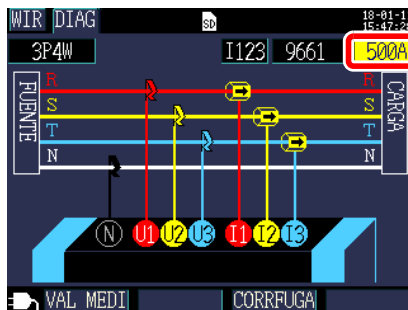 WIR DIAG SD 18-01-1
15:47:2
3P4W I123 9661 500A
FUENTE
CARGA
R R
S S
T T
N N
N U1 U2 U3 I1 I2 I3
VAL MEDI CORRFUGA